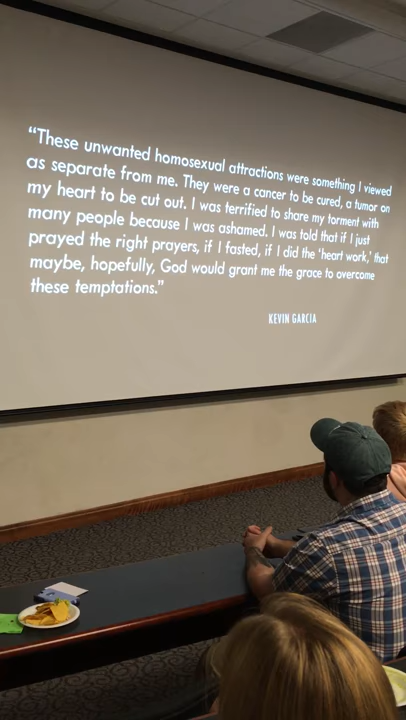 “These unwanted homosexual attractions were something I viewed
as separate from me. They were a cancer to be cured, a tumor on
my heart to be cut out. I was terrified to share my torment with
many people because I was ashamed. I was told that if I just
prayed the right prayers, if I fasted, if I did the ‘heart work,’ that
maybe, hopefully, God would grant me the grace to overcome
these temptations.”
KEVIN GARCIA